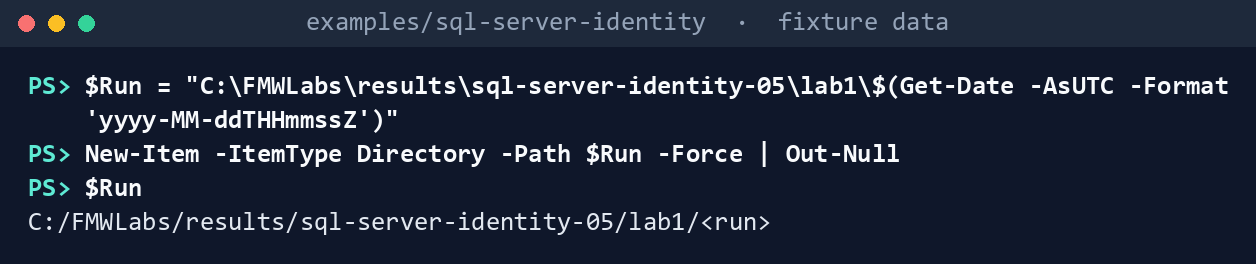 examples/sql-server-identity · fixture data
PS> $Run = "C:\FMWLabs\results\sql-server-identity-05\lab1\$(Get-Date -AsUTC -Format
'yyyy-MM-ddTHHmmssZ')"
PS> New-Item -ItemType Directory -Path $Run -Force | Out-Null
PS> $Run
C:/FMWLabs/results/sql-server-identity-05/lab1/<run>